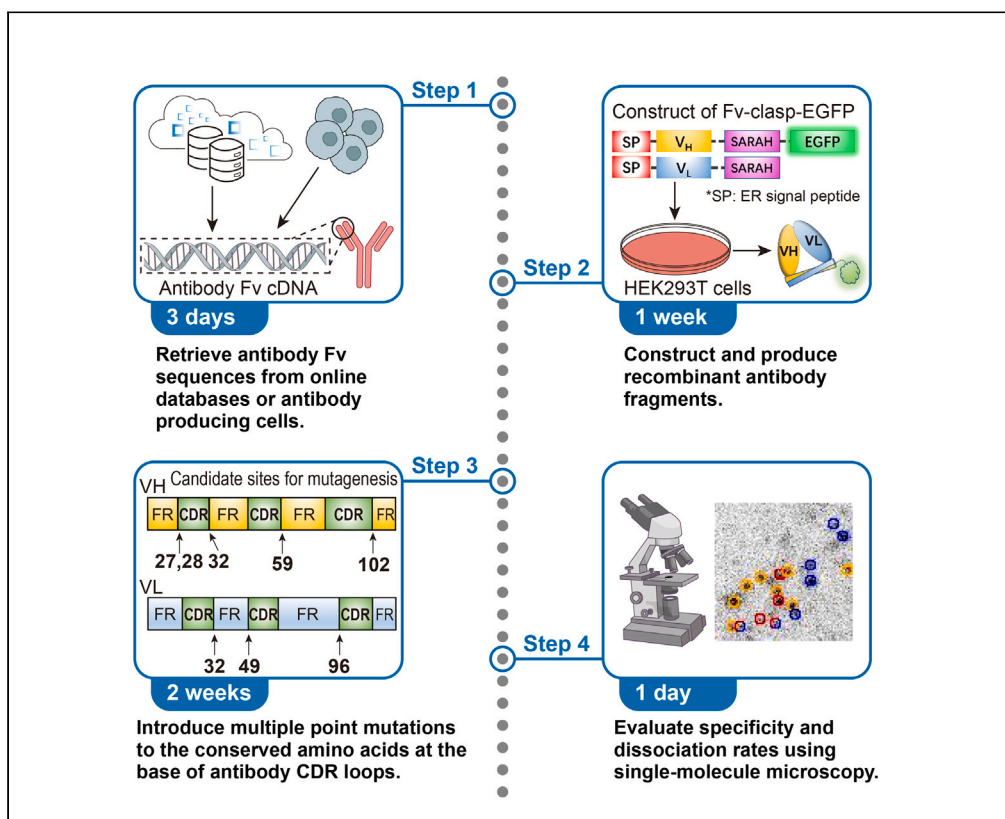 Step 1
Antibody Fv cDNA
3 days
Retrieve antibody Fv
sequences from online
databases or antibody
producing cells.
Step 2
Construct of Fv-clasp-EGFP
SP VH SARAH EGFP
SP VL SARAH
*SP: ER signal peptide
VH VL
HEK293T cells
1 week
Construct and produce
recombinant antibody
fragments.
Step 3
Candidate sites for mutagenesis
VH
FR CDR FR CDR FR CDR FR
27,28 32 59 102
VL
FR CDR FR CDR FR CDR FR
32 49 96
2 weeks
Introduce multiple point mutations
to the conserved amino acids at the
base of antibody CDR loops.
Step 4
1 day
Evaluate specificity and
dissociation rates using
single-molecule microscopy.